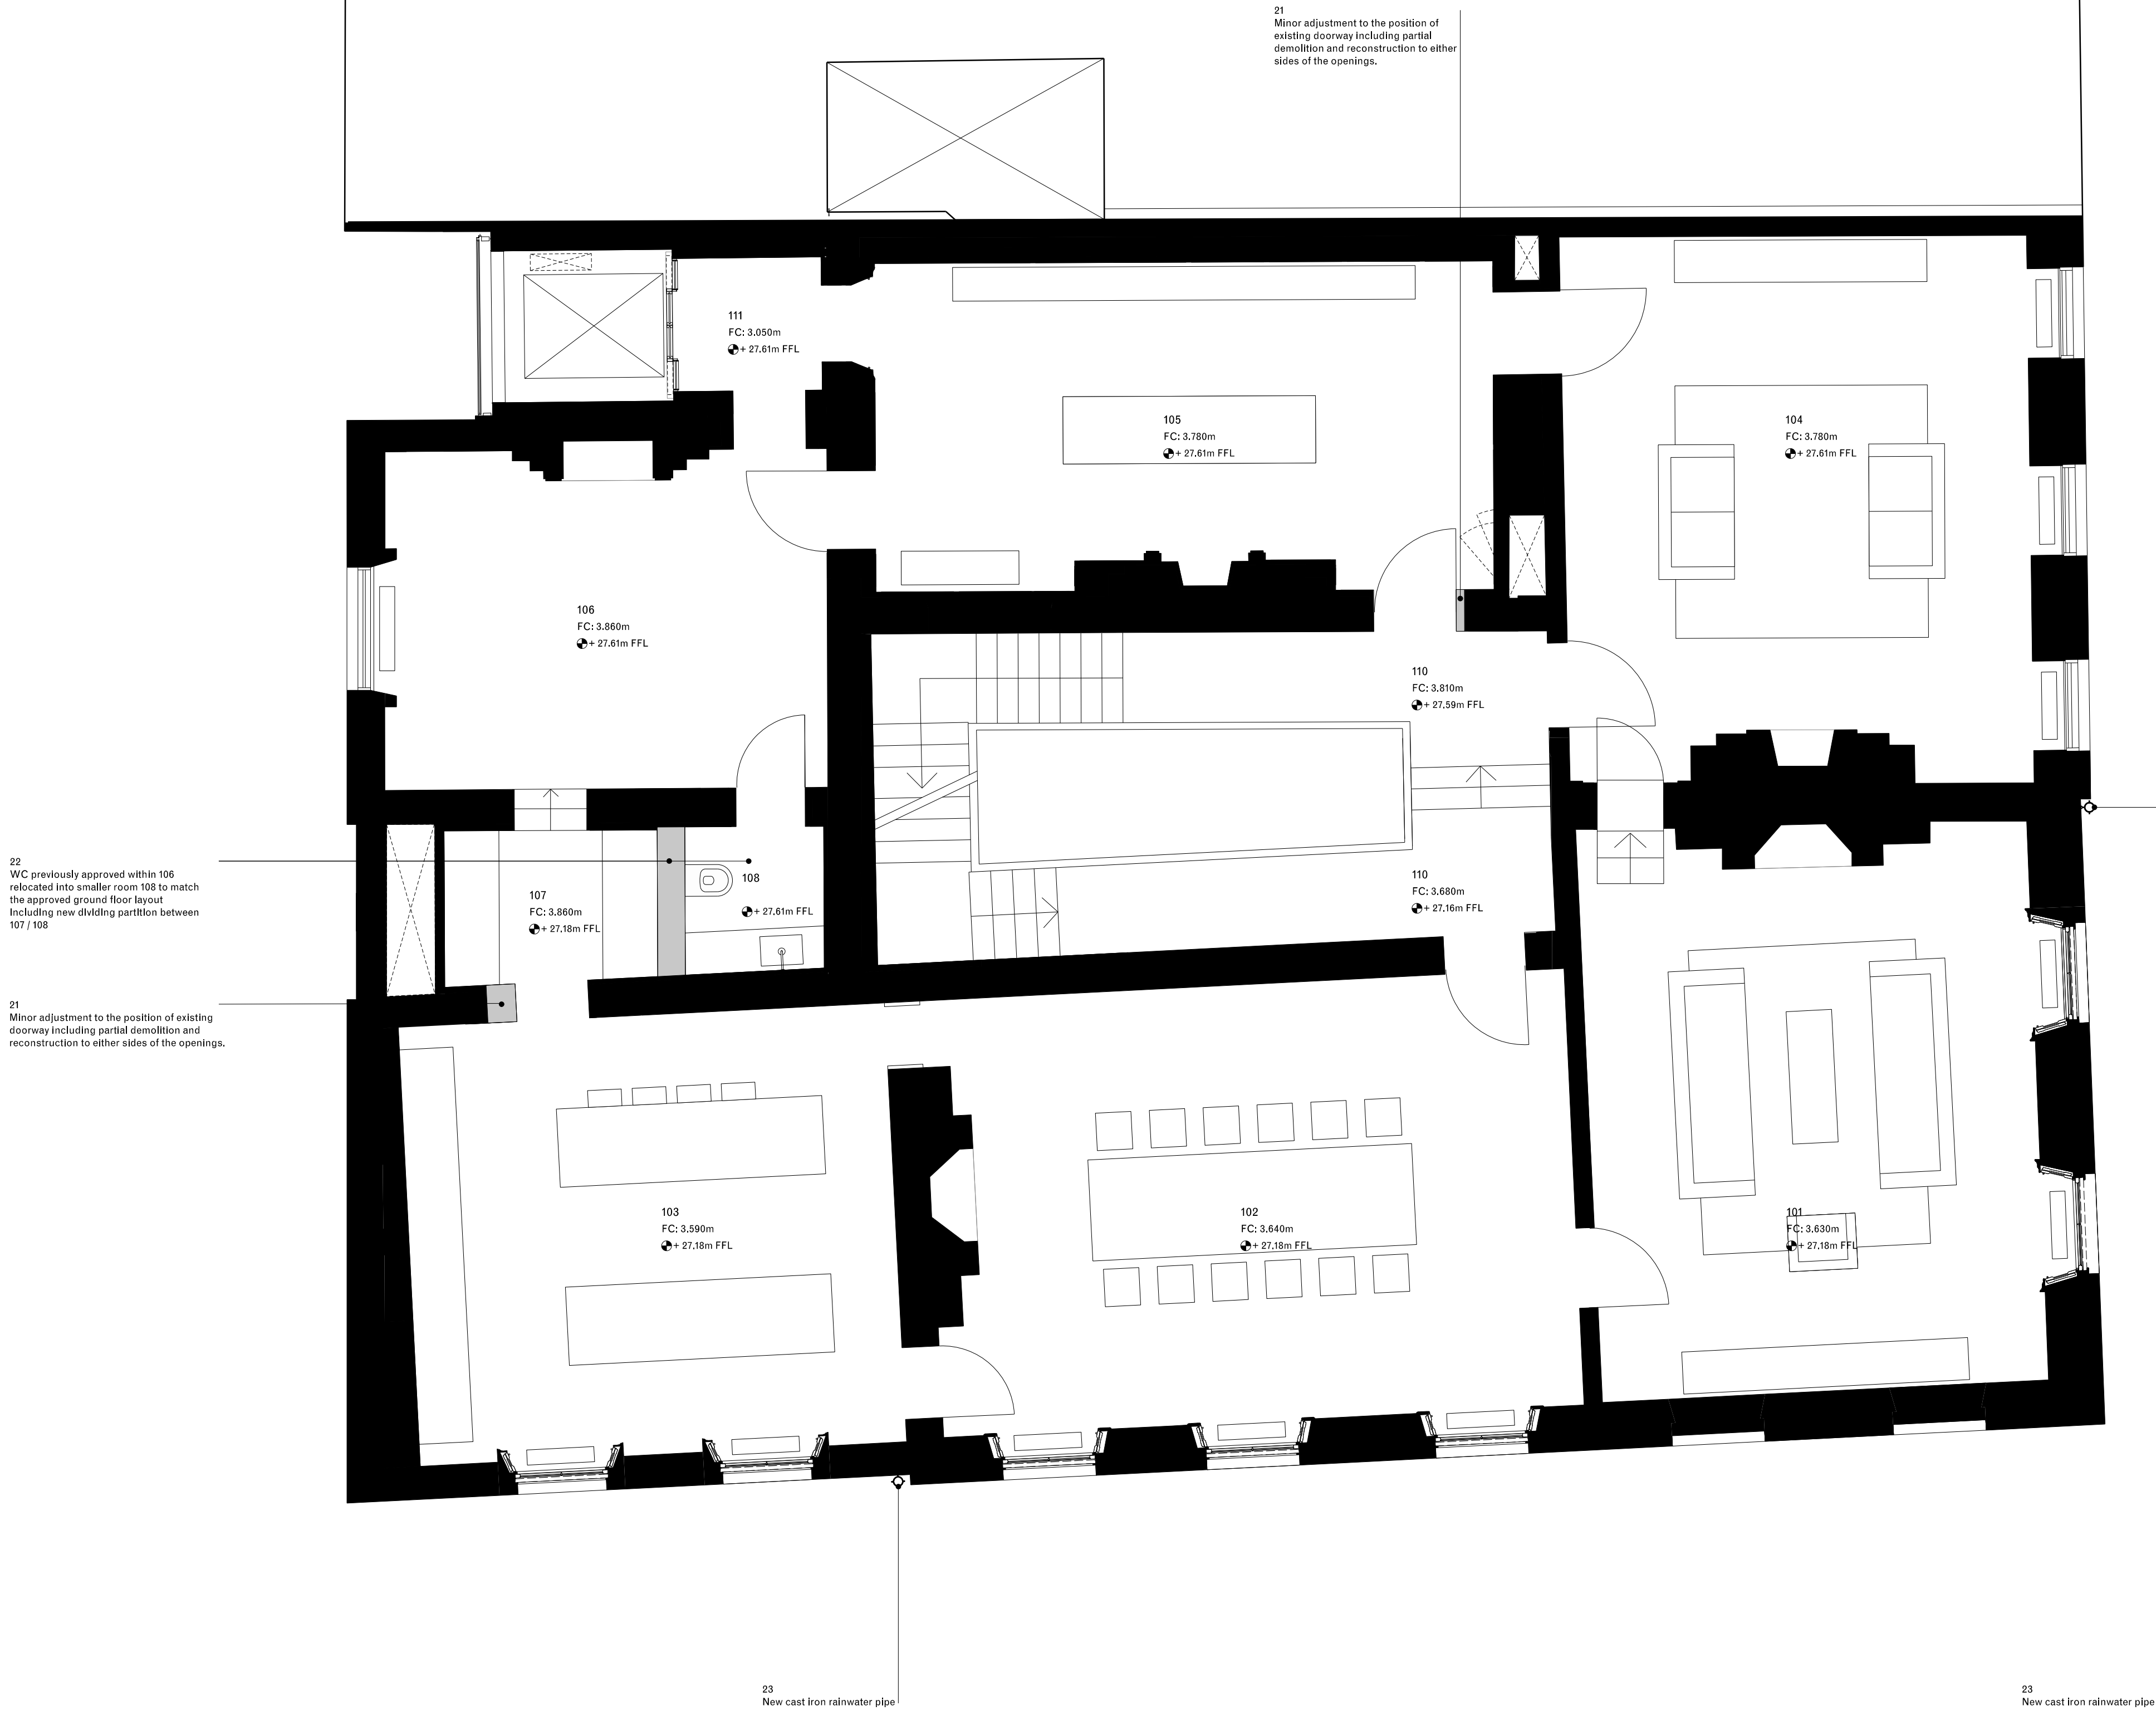 21
Minor adjustment to the position of
existing doorway including partial
demolition and reconstruction to either
sides of the openings.
111
FC: 3.050m
+ 27.61m FFL
105
FC: 3.780m
+ 27.61m FFL
104
FC: 3.780m
+ 27.61m FFL
106
FC: 3.860m
+ 27.61m FFL
110
FC: 3.810m
+ 27.59m FFL
22
WC previously approved within 106
relocated into smaller room 108 to match
the approved ground floor layout
including new dividing partition between
107 / 108
107
FC: 3.860m
+ 27.18m FFL
108
+ 27.61m FFL
110
FC: 3.680m
+ 27.16m FFL
21
Minor adjustment to the position of existing
doorway including partial demolition and
reconstruction to either sides of the openings.
103
FC: 3.590m
+ 27.18m FFL
102
FC: 3.640m
+ 27.18m FFL
101
FC: 3.630m
+ 27.18m FFL
23
New cast iron rainwater pipe
23
New cast iron rainwater pipe